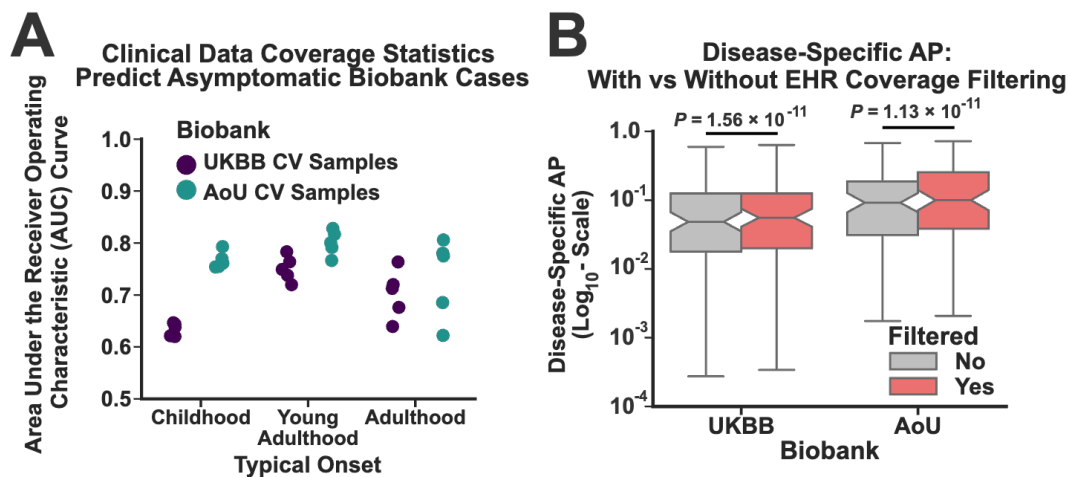 A
Clinical Data Coverage Statistics
Predict Asymptomatic Biobank Cases
Area Under the Receiver Operating
Characteristic (AUC) Curve
Biobank
UKBB CV Samples
AoU CV Samples
1.0
0.9
0.8
0.7
0.6
0.5
Childhood
Young
Adulthood
Adulthood
Typical Onset
B
Disease-Specific AP:
With vs Without EHR Coverage Filtering
P = 1.56 × 10⁻¹¹
P = 1.13 × 10⁻¹¹
Disease-Specific AP
(Log₁₀- Scale)
1.0
10⁻¹
10⁻²
10⁻³
10⁻⁴
Filtered
No
Yes
UKBB
AoU
Biobank